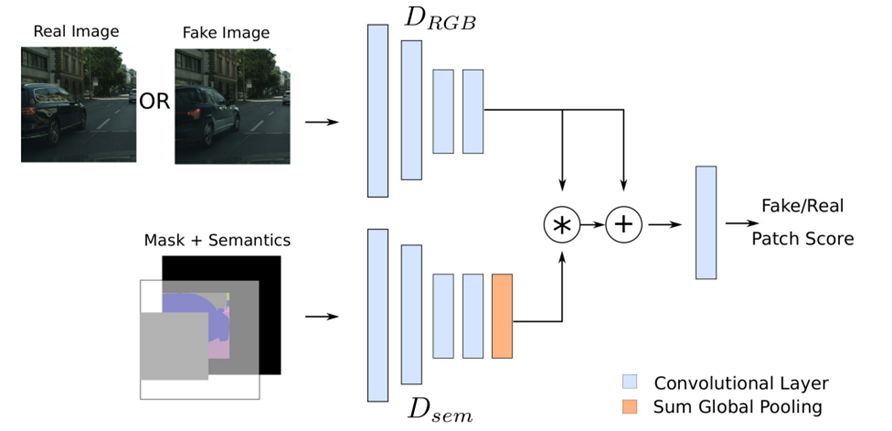 D_{RGB}
Real Image
Fake Image
OR
Fake/Real
Patch Score
Mask + Semantics
*
+
D_{sem}
Convolutional Layer
Sum Global Pooling